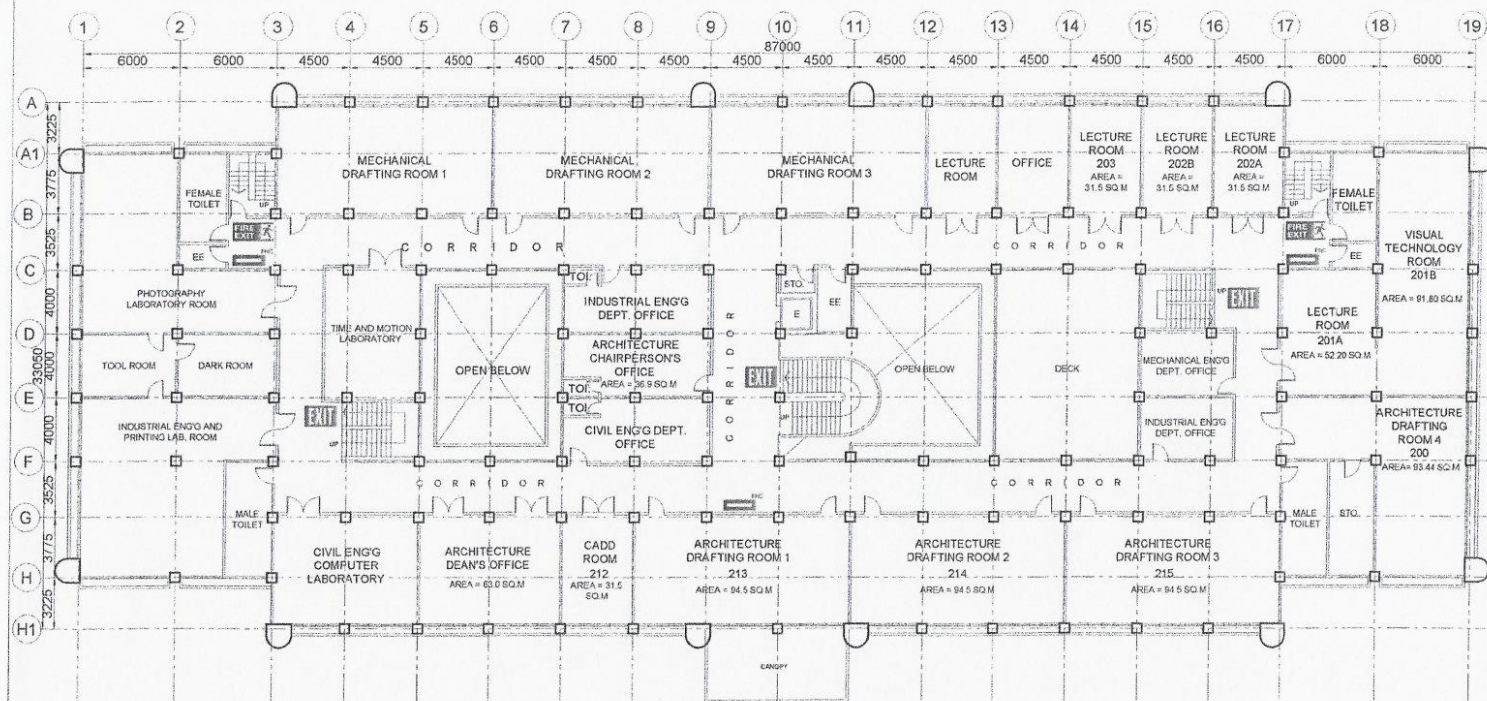 1 2 3 4 5 6 7 8 9 10 11 12 13 14 15 16 17 18 19
87000
6000 6000 4500 4500 4500 4500 4500 4500 4500 4500 4500 4500 4500 4500 4500 4500 6000 6000
A
3225
A1
3775
B
3525
C
4000
D
33050
4000
E
4000
F
3525
G
3775
H
3225
H1
MECHANICAL
DRAFTING ROOM 1
MECHANICAL
DRAFTING ROOM 2
MECHANICAL
DRAFTING ROOM 3
LECTURE
ROOM
OFFICE
LECTURE
ROOM
203
AREA =
31.5 SQ.M
LECTURE
ROOM
202B
AREA =
31.5 SQ.M
LECTURE
ROOM
202A
AREA =
31.5 SQ.M
FEMALE
TOILET
UP
FIRE
EXIT
EE
CORRIDOR
CORRIDOR
UP
FEMALE
TOILET
FIRE
EXIT
EE
VISUAL
TECHNOLOGY
ROOM
201B
AREA = 91.80 SQ.M
PHOTOGRAPHY
LABORATORY ROOM
TOOL ROOM
DARK ROOM
TIME AND MOTION
LABORATORY
OPEN BELOW
TOI.
INDUSTRIAL ENG'G
DEPT. OFFICE
ARCHITECTURE
CHAIRPERSON'S
OFFICE
AREA = 36.9 SQ.M
TOI.
TOI.
CIVIL ENG'G DEPT.
OFFICE
CORRIDOR
STO.
EE
E
EXIT
UP
OPEN BELOW
DECK
UP
EXIT
MECHANICAL ENG'G
DEPT. OFFICE
INDUSTRIAL ENG'G
DEPT. OFFICE
LECTURE
ROOM
201A
AREA = 52.20 SQ.M
INDUSTRIAL ENG'G AND
PRINTING LAB. ROOM
EXIT
UP
ARCHITECTURE
DRAFTING
ROOM 4
200
AREA= 93.44 SQ.M
CORRIDOR
CORRIDOR
MALE
TOILET
CIVIL ENG'G
COMPUTER
LABORATORY
ARCHITECTURE
DEAN'S OFFICE
AREA = 63.0 SQ.M
CADD
ROOM
212
AREA = 31.5
SQ.M
ARCHITECTURE
DRAFTING ROOM 1
213
AREA = 94.5 SQ.M
ARCHITECTURE
DRAFTING ROOM 2
214
AREA = 94.5 SQ.M
ARCHITECTURE
DRAFTING ROOM 3
215
AREA = 94.5 SQ.M
MALE
TOILET
STO.
CANOPY